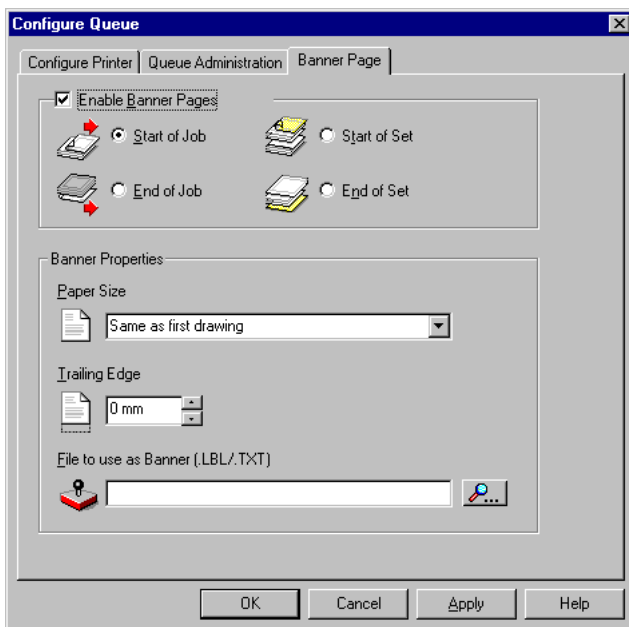 Configure Queue
Configure Printer Queue Administration Banner Page
Enable Banner Pages
Start of Job Start of Set
End of Job End of Set
Banner Properties
Paper Size
Same as first drawing
Trailing Edge
0 mm
File to use as Banner (.LBL/.TXT)
...
OK Cancel Apply Help